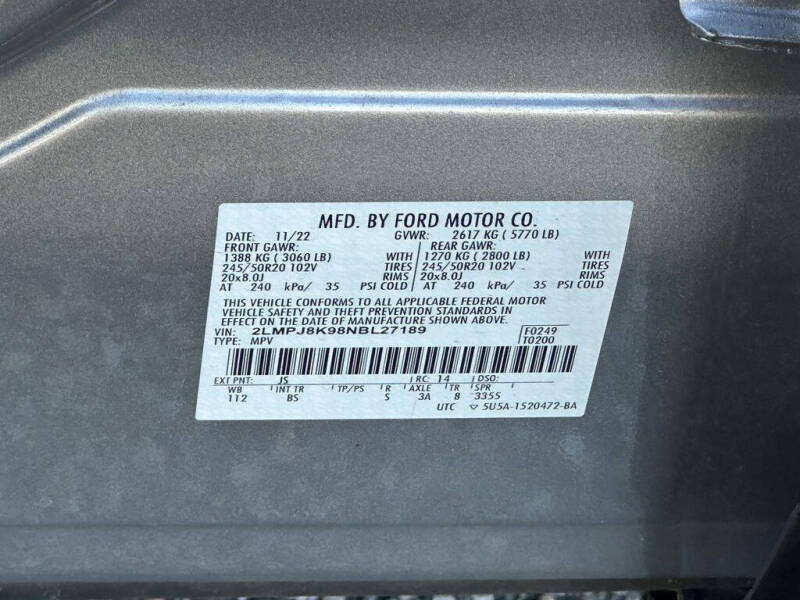 MFD. BY FORD MOTOR CO.
DATE: 11/22 GVWR: 2617 KG ( 5770 LB)
FRONT GAWR: REAR GAWR:
1388 KG ( 3060 LB) WITH 1270 KG ( 2800 LB) WITH
245/50R20 102V TIRES 245/50R20 102V TIRES
20x8.0J RIMS 20x8.0J RIMS
AT 240 kPa/ 35 PSI COLD AT 240 kPa/ 35 PSI COLD
THIS VEHICLE CONFORMS TO ALL APPLICABLE FEDERAL MOTOR
VEHICLE SAFETY AND THEFT PREVENTION STANDARDS IN
EFFECT ON THE DATE OF MANUFACTURE SHOWN ABOVE.
VIN: 2LMPJ8K98NBL27189 F0249
TYPE: MPV T0200
EXT PNT: JS RC: 14 DSO:
WB INT TR TP/PS R AXLE TR SPR
112 BS S 3A 8 3355
UTC ▽ 5U5A-1520472-BA